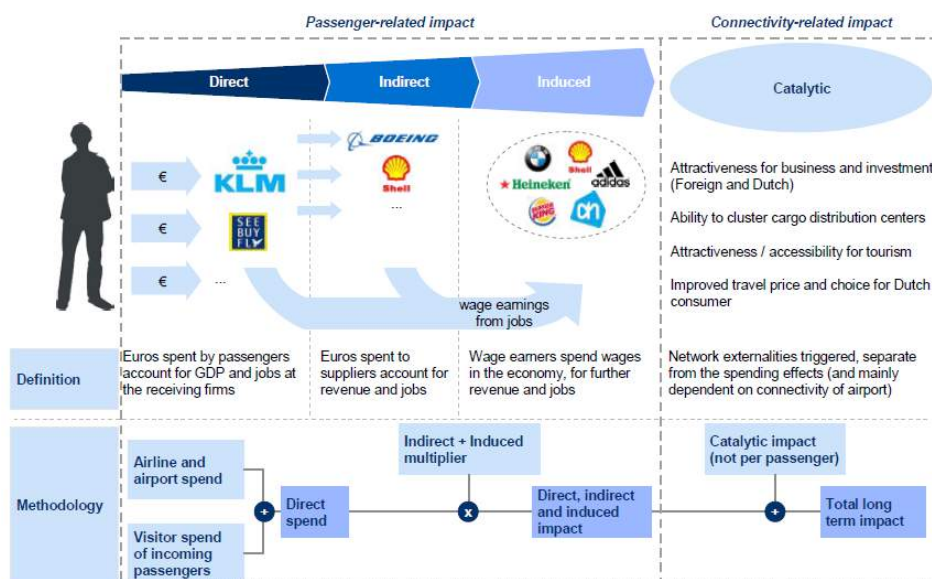 Passenger-related impact
Connectivity-related impact
Direct
Indirect
Induced
Catalytic
€
KLM
BOEING
Shell
...
€
SEE
BUY
FLY
€
...
Shell
Heineken
adidas
BURGER
KING
ah
wage earnings
from jobs
Attractiveness for business and investment
(Foreign and Dutch)
Ability to cluster cargo distribution centers
Attractiveness / accessibility for tourism
Improved travel price and choice for Dutch
consumer
Definition
Euros spent by passengers
account for GDP and jobs at
the receiving firms
Euros spent to
suppliers account for
revenue and jobs
Wage earners spend wages
in the economy, for further
revenue and jobs
Network externalities triggered, separate
from the spending effects (and mainly
dependent on connectivity of airport)
Methodology
Airline and
airport spend
Visitor spend
of incoming
passengers
+
Direct
spend
Indirect + Induced
multiplier
x
Direct, indirect
and induced
impact
Catalytic impact
(not per passenger)
+
Total long
term impact